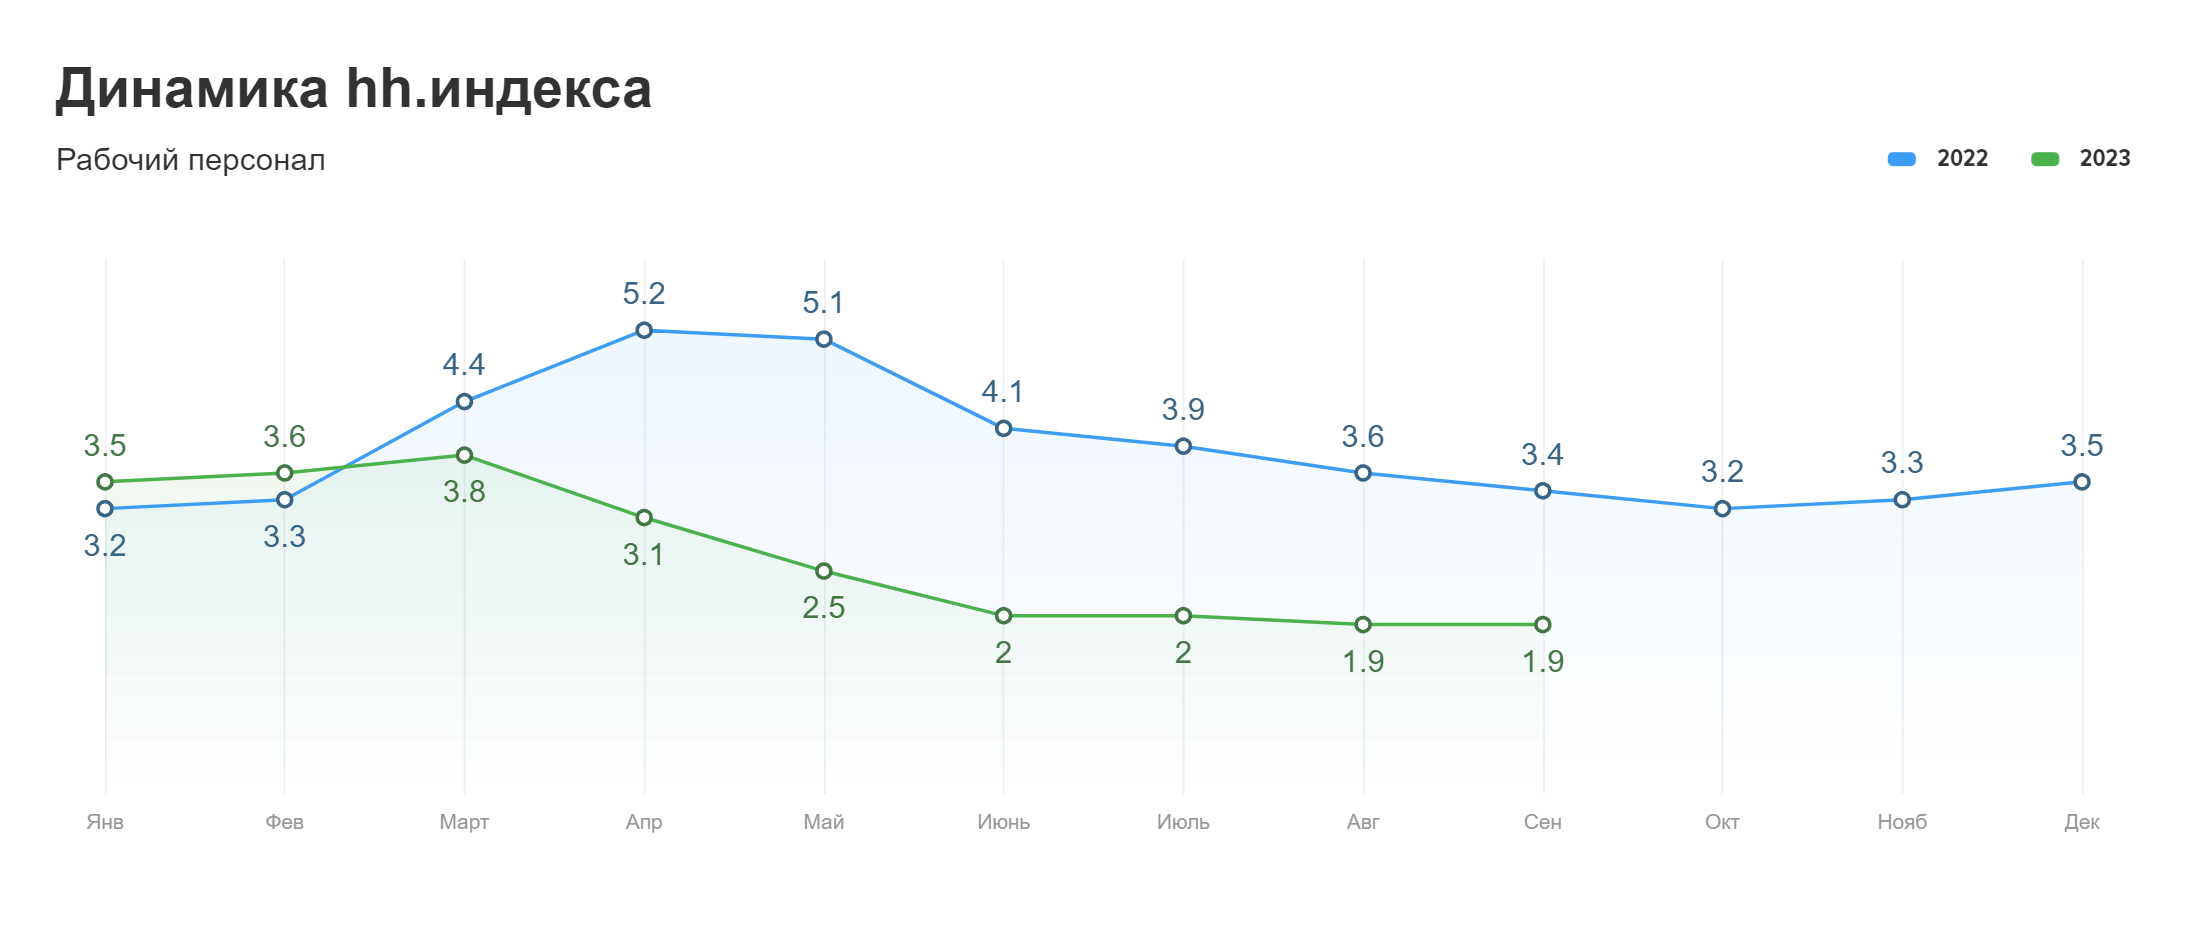 Динамика hh.индекса
Рабочий персонал
2022 2023
5.2 5.1
4.4
4.1
3.9
3.5 3.6 3.6 3.4 3.2 3.3 3.5
3.8
3.2 3.3
3.1
2.5
2 2 1.9 1.9
Янв Фев Март Апр Май Июнь Июль Авг Сен Окт Нояб Дек